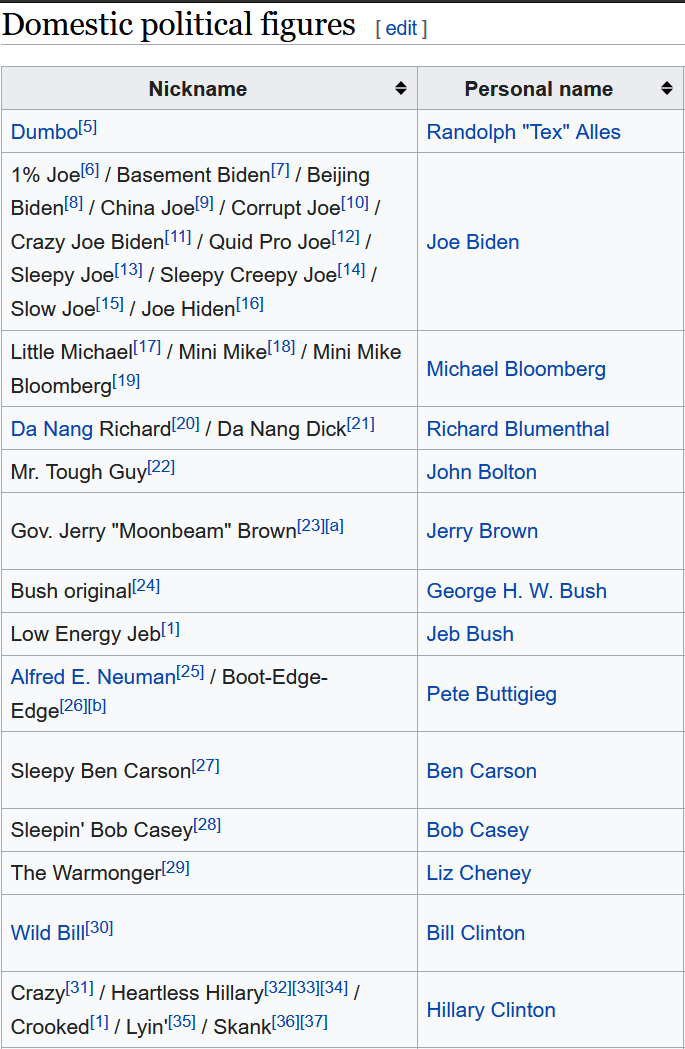 Domestic political figures [ edit ]
Nickname Personal name
Dumbo[5] Randolph "Tex" Alles
1% Joe[6] / Basement Biden[7] / Beijing
Biden[8] / China Joe[9] / Corrupt Joe[10] /
Crazy Joe Biden[11] / Quid Pro Joe[12] /
Sleepy Joe[13] / Sleepy Creepy Joe[14] /
Slow Joe[15] / Joe Hiden[16]
Joe Biden
Little Michael[17] / Mini Mike[18] / Mini Mike
Bloomberg[19]
Michael Bloomberg
Da Nang Richard[20] / Da Nang Dick[21] Richard Blumenthal
Mr. Tough Guy[22] John Bolton
Gov. Jerry "Moonbeam" Brown[23][a] Jerry Brown
Bush original[24] George H. W. Bush
Low Energy Jeb[1] Jeb Bush
Alfred E. Neuman[25] / Boot-Edge-
Edge[26][b]
Pete Buttigieg
Sleepy Ben Carson[27] Ben Carson
Sleepin' Bob Casey[28] Bob Casey
The Warmonger[29] Liz Cheney
Wild Bill[30] Bill Clinton
Crazy[31] / Heartless Hillary[32][33][34] /
Crooked[1] / Lyin'[35] / Skank[36][37]
Hillary Clinton